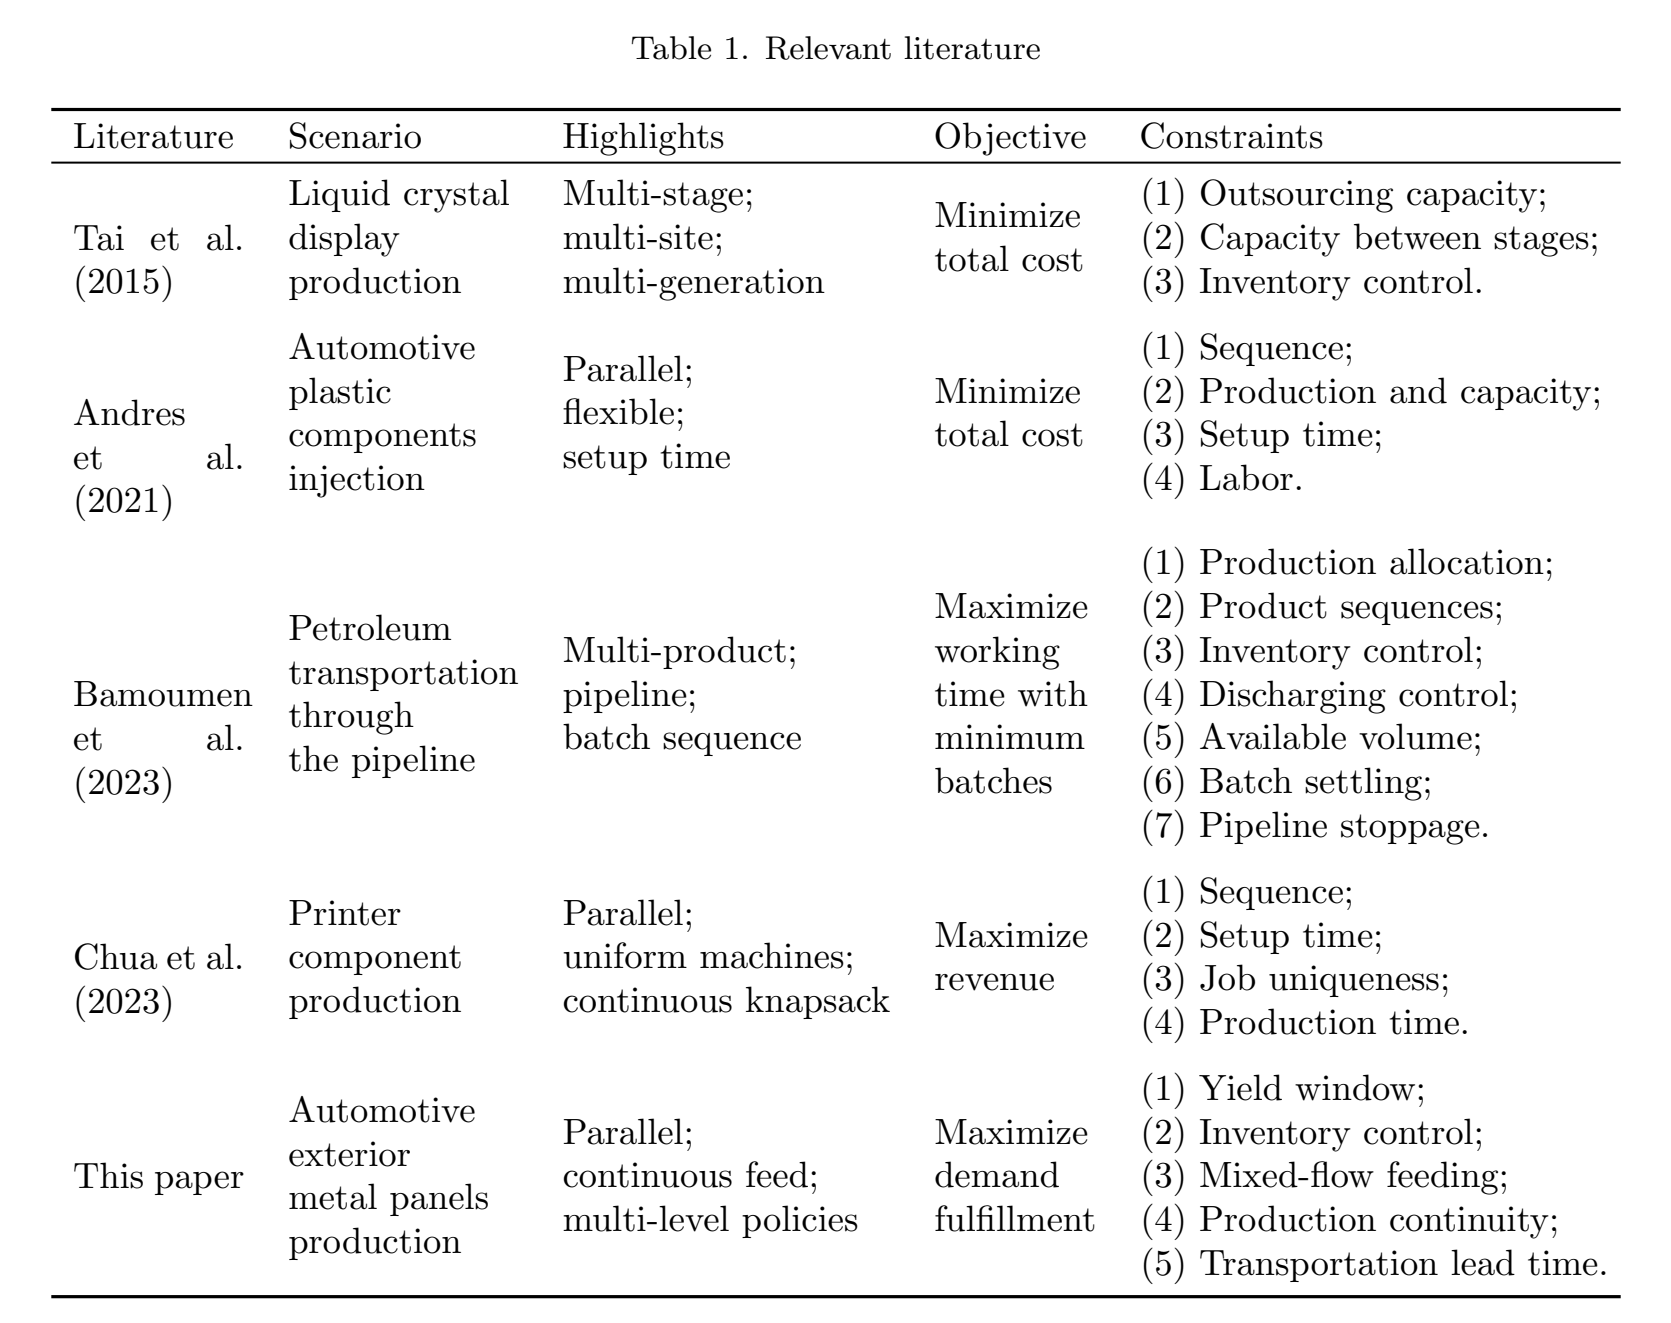 Table 1. Relevant literature
Literature Scenario Highlights Objective Constraints
Tai et al.
(2015)
Liquid crystal
display
production
Multi-stage;
multi-site;
multi-generation
Minimize
total cost
(1) Outsourcing capacity;
(2) Capacity between stages;
(3) Inventory control.
Andres
et al.
(2021)
Automotive
plastic
components
injection
Parallel;
flexible;
setup time
Minimize
total cost
(1) Sequence;
(2) Production and capacity;
(3) Setup time;
(4) Labor.
Bamoumen
et al.
(2023)
Petroleum
transportation
through
the pipeline
Multi-product;
pipeline;
batch sequence
Maximize
working
time with
minimum
batches
(1) Production allocation;
(2) Product sequences;
(3) Inventory control;
(4) Discharging control;
(5) Available volume;
(6) Batch settling;
(7) Pipeline stoppage.
Chua et al.
(2023)
Printer
component
production
Parallel;
uniform machines;
continuous knapsack
Maximize
revenue
(1) Sequence;
(2) Setup time;
(3) Job uniqueness;
(4) Production time.
This paper
Automotive
exterior
metal panels
production
Parallel;
continuous feed;
multi-level policies
Maximize
demand
fulfillment
(1) Yield window;
(2) Inventory control;
(3) Mixed-flow feeding;
(4) Production continuity;
(5) Transportation lead time.